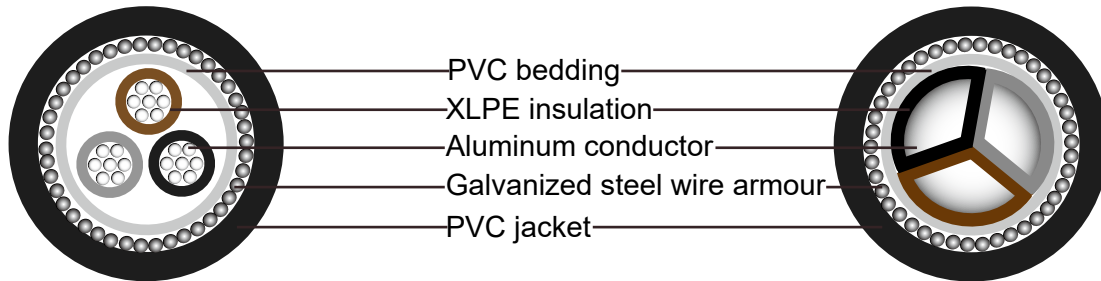 PVC bedding
XLPE insulation
Aluminum conductor
Galvanized steel wire armour
PVC jacket